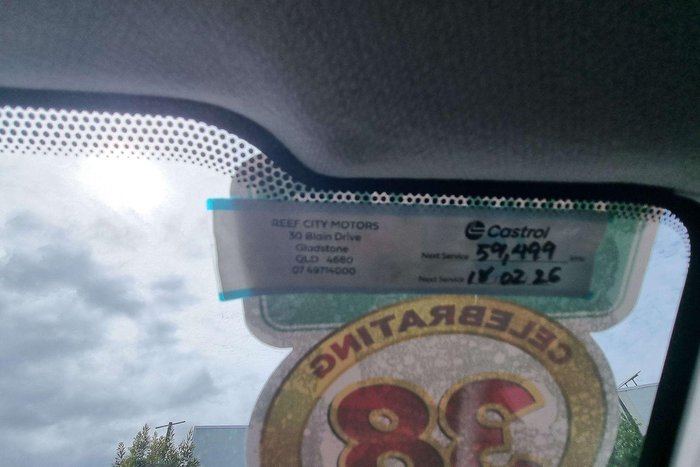 REEF CITY MOTORS
30 Blain Drive
Gladstone
QLD 4680
07 49714000
Castrol
Next Service 59,499 kms
Next Service 18 02 26
CELEBRATING
38